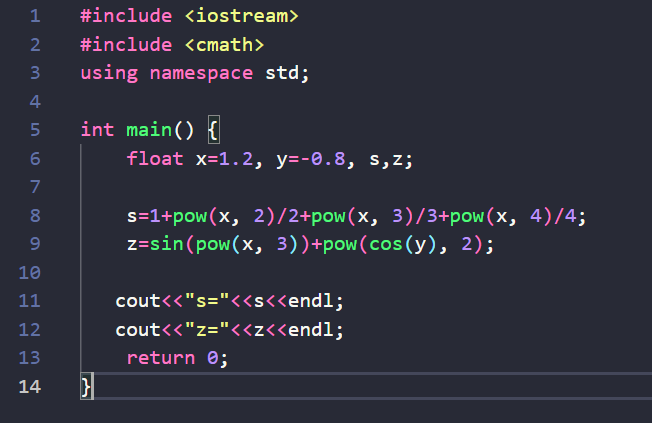 1 #include <iostream>
2 #include <cmath>
3 using namespace std;
4
5 int main() {
6     float x=1.2, y=-0.8, s,z;
7
8     s=1+pow(x, 2)/2+pow(x, 3)/3+pow(x, 4)/4;
9     z=sin(pow(x, 3))+pow(cos(y), 2);
10
11    cout<<"s="<<s<<endl;
12    cout<<"z="<<z<<endl;
13     return 0;
14 }